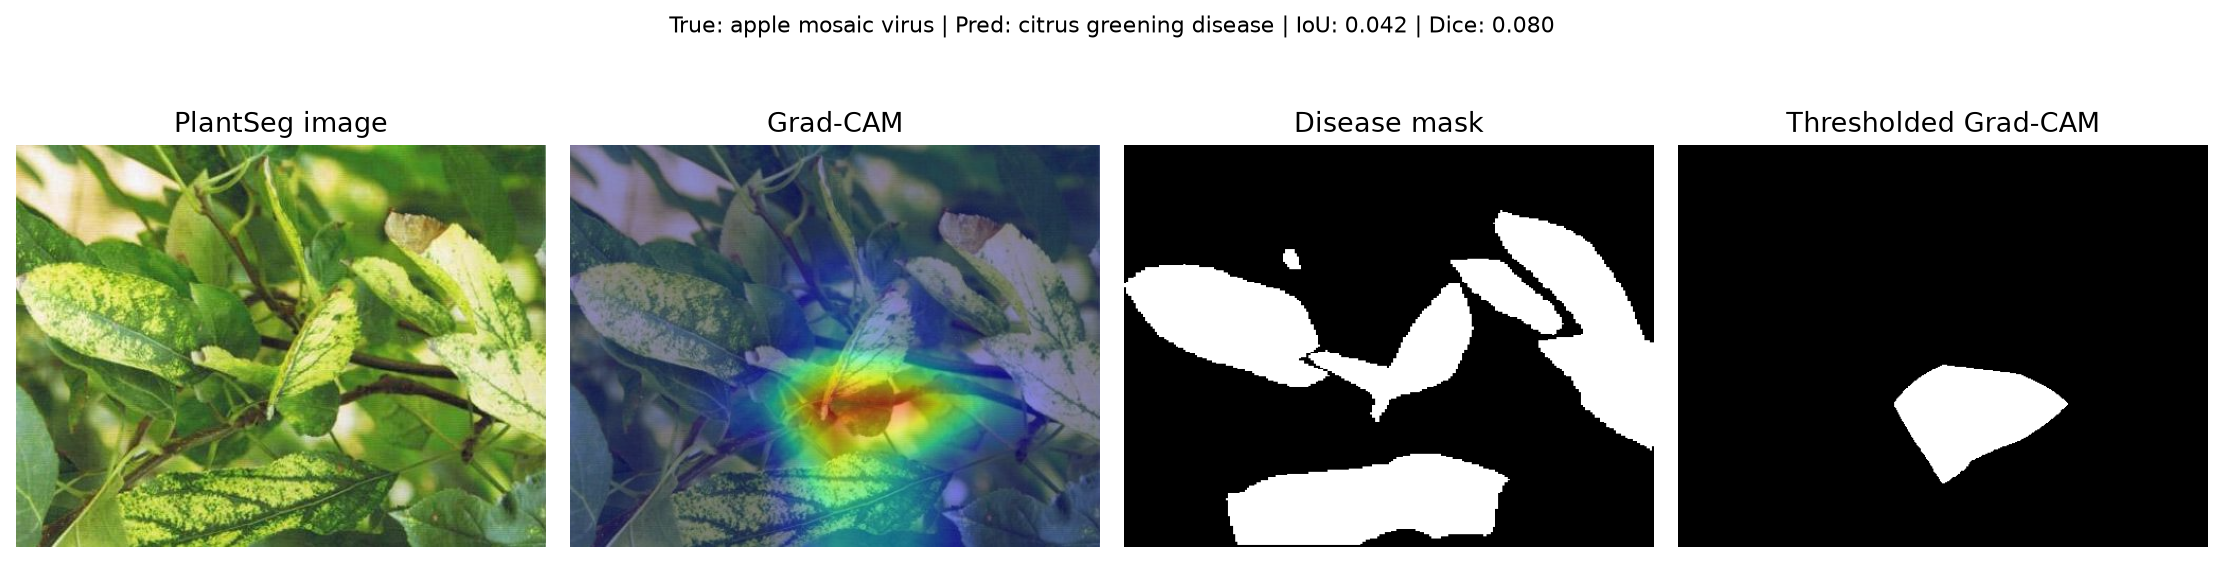 True: apple mosaic virus | Pred: citrus greening disease | IoU: 0.042 | Dice: 0.080
PlantSeg image
Grad-CAM
Disease mask
Thresholded Grad-CAM